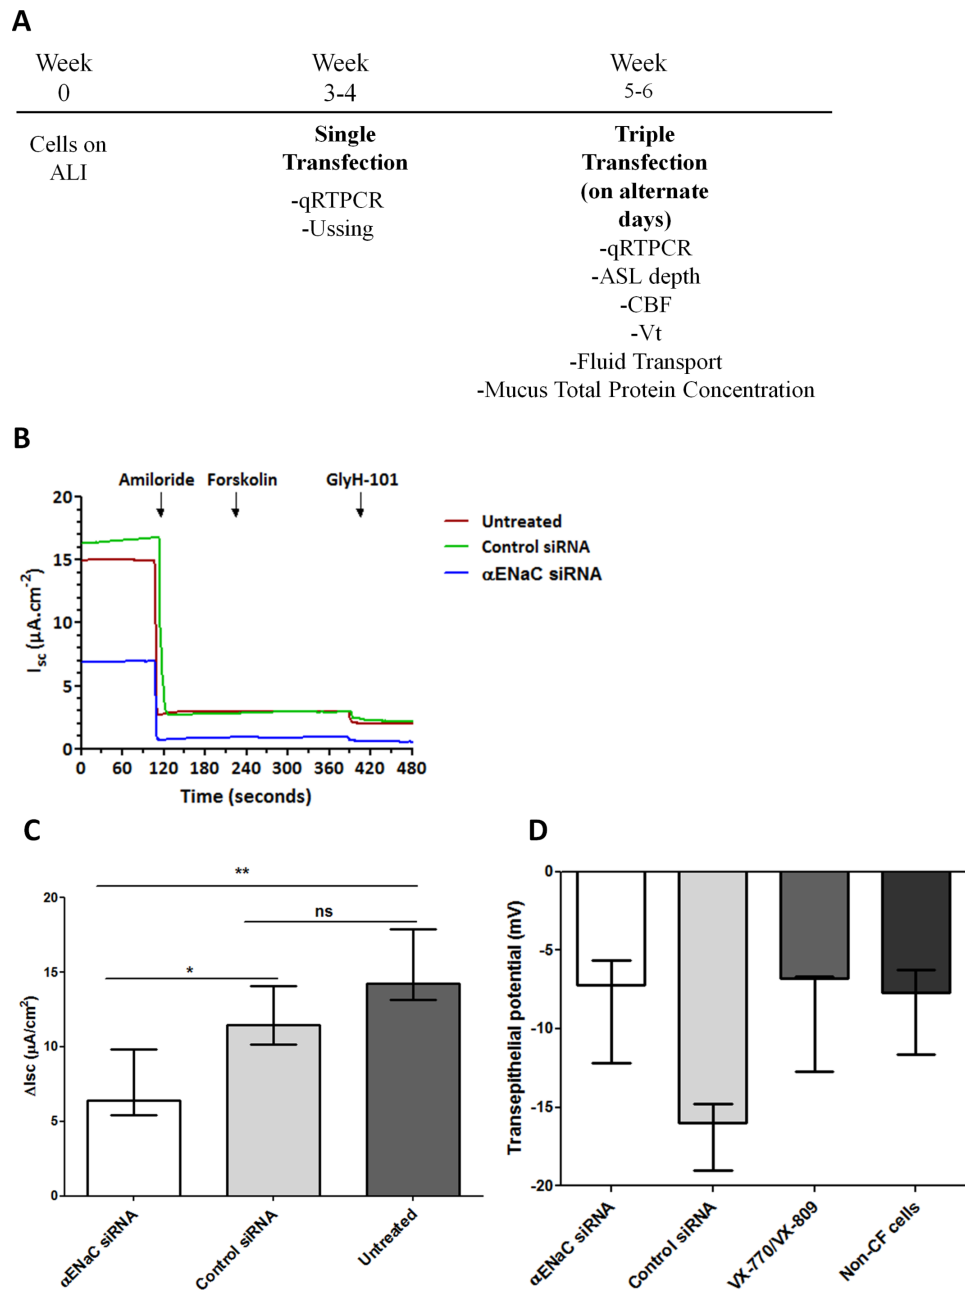 A
Week
0
Week
3-4
Week
5-6
Cells on
ALI
Single
Transfection
-qRTPCR
-Ussing
Triple
Transfection
(on alternate
days)
-qRTPCR
-ASL depth
-CBF
-Vt
-Fluid Transport
-Mucus Total Protein Concentration
B
Amiloride Forskolin GlyH-101
20
15
10
5
0
Isc (µA.cm-2)
0 60 120 180 240 300 360 420 480
Time (seconds)
Untreated
Control siRNA
αENaC siRNA
C
**
ns
*
20
15
10
5
0
ΔIsc (µA/cm2)
αENaC siRNA
Control siRNA
Untreated
D
0
-5
-10
-15
-20
Transepithelial potential (mV)
αENaC siRNA
Control siRNA
VX-770/VX-809
Non-CF cells